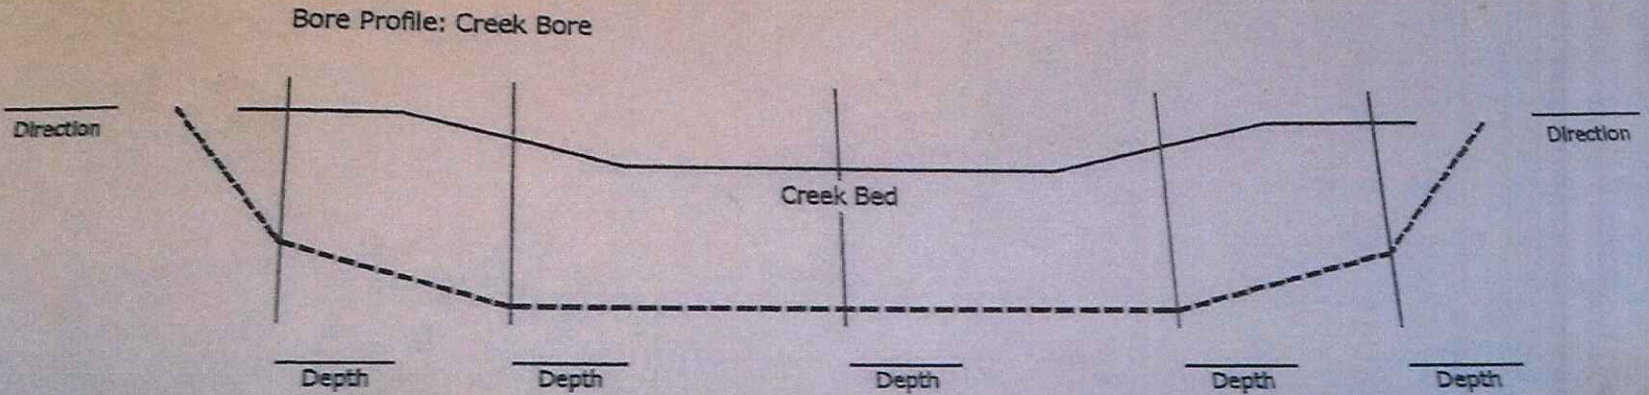 Bore Profile: Creek Bore
Direction
Direction
Creek Bed
Depth
Depth
Depth
Depth
Depth